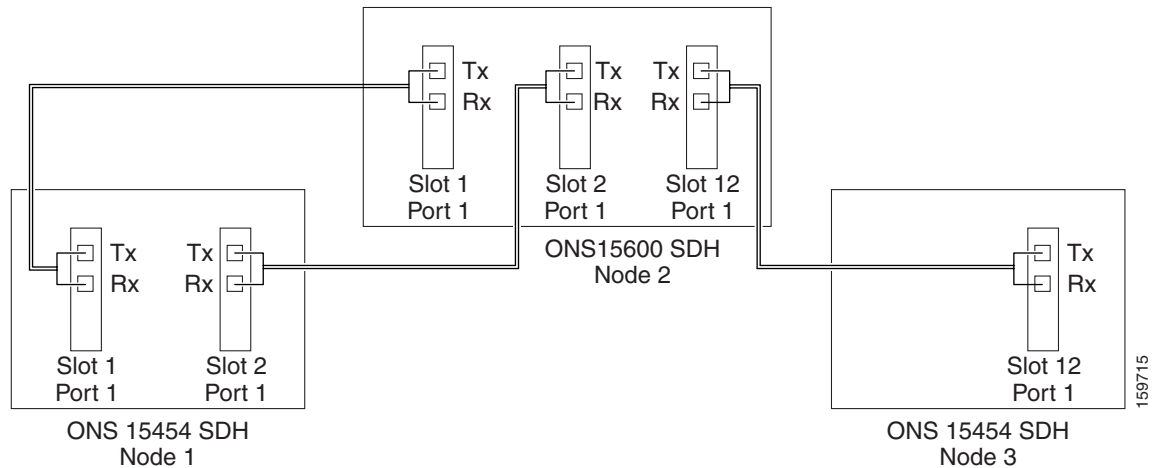 Tx
Rx
Slot 1
Port 1
Tx
Rx
Slot 2
Port 1
Tx
Rx
Slot 12
Port 1
ONS15600 SDH
Node 2
Tx
Rx
Slot 1
Port 1
Tx
Rx
Slot 2
Port 1
ONS 15454 SDH
Node 1
Tx
Rx
Slot 12
Port 1
ONS 15454 SDH
Node 3
159715